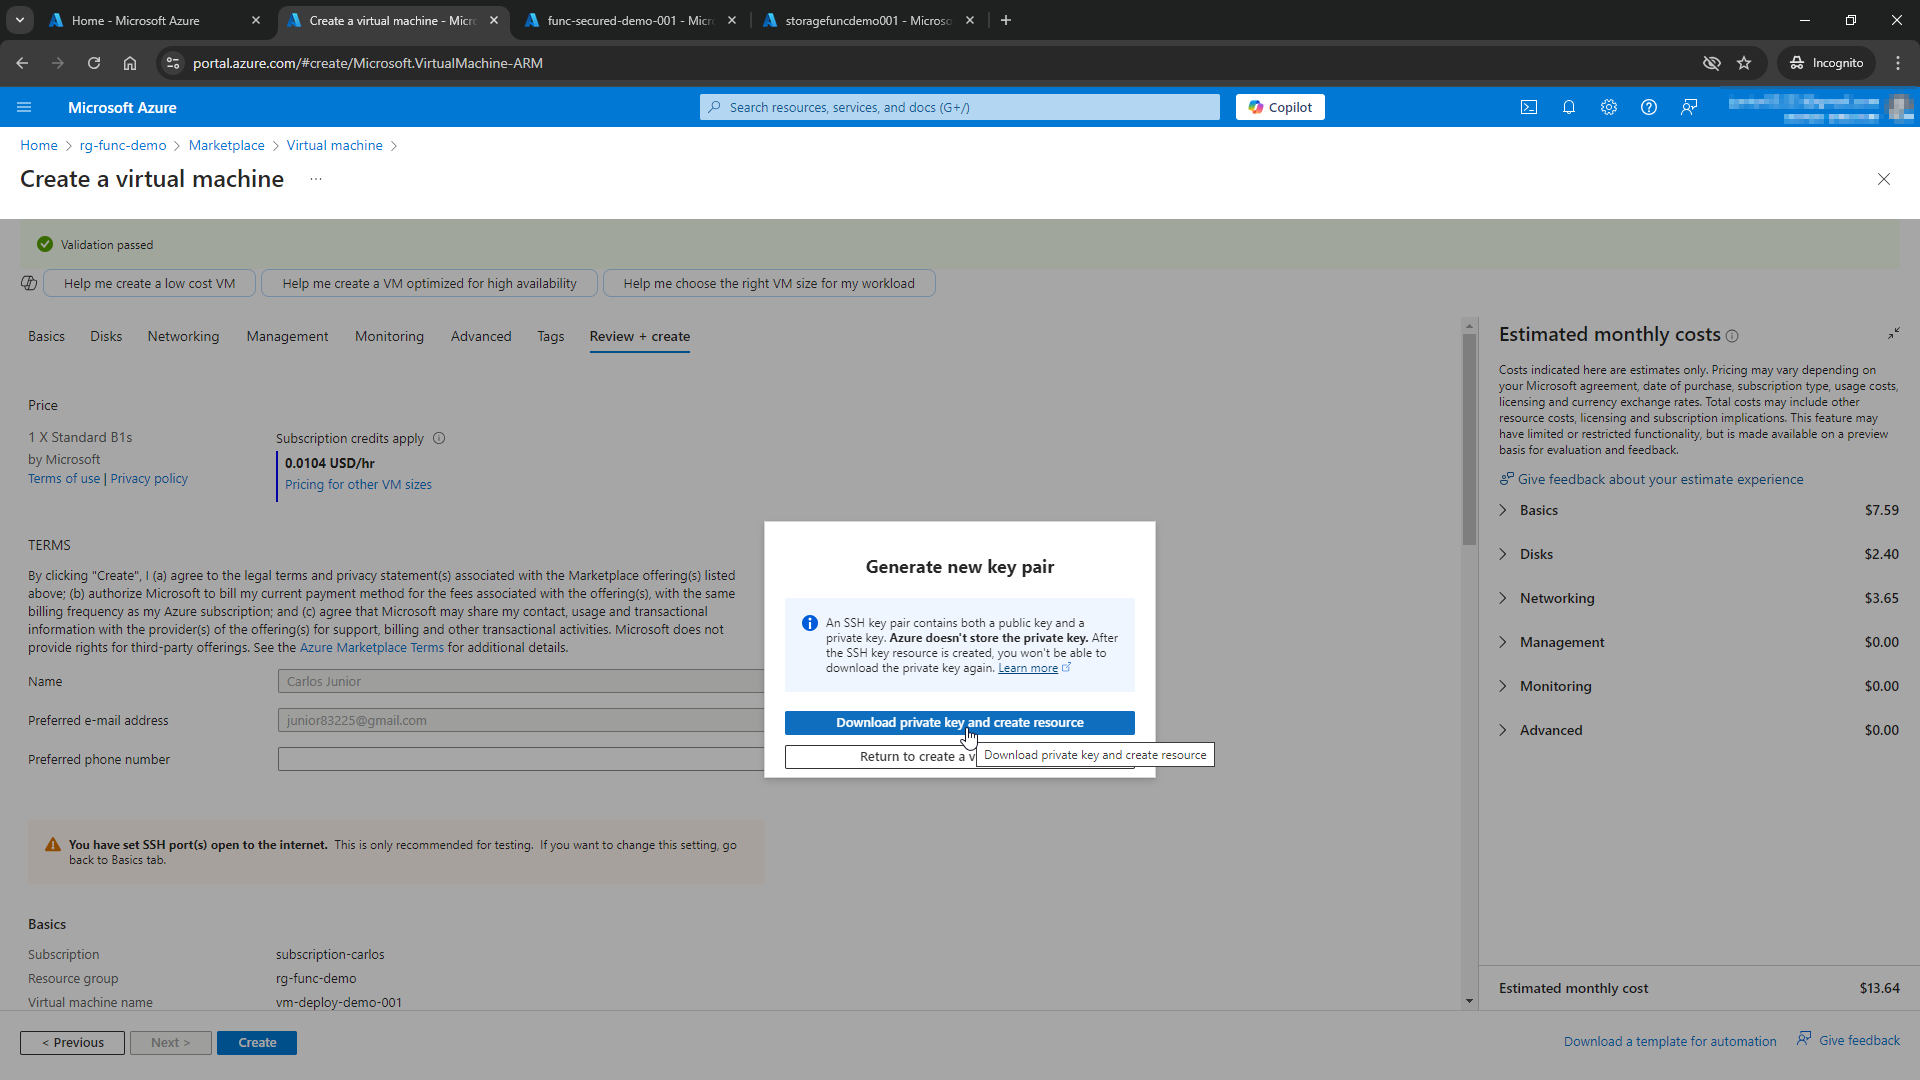 Home - Microsoft Azure
Create a virtual machine - Micr
func-secured-demo-001 - Micr
storagefuncdemo001 - Microso
portal.azure.com/#create/Microsoft.VirtualMachine-ARM
Incognito
Microsoft Azure
Search resources, services, and docs (G+/)
Copilot
Home > rg-func-demo > Marketplace > Virtual machine >
Create a virtual machine ...
Validation passed
Help me create a low cost VM
Help me create a VM optimized for high availability
Help me choose the right VM size for my workload
Basics Disks Networking Management Monitoring Advanced Tags Review + create
Price
1 X Standard B1s
by Microsoft
Terms of use | Privacy policy
Subscription credits apply
0.0104 USD/hr
Pricing for other VM sizes
TERMS
By clicking "Create", I (a) agree to the legal terms and privacy statement(s) associated with the Marketplace offering(s) listed
above; (b) authorize Microsoft to bill my current payment method for the fees associated with the offering(s), with the same
billing frequency as my Azure subscription; and (c) agree that Microsoft may share my contact, usage and transactional
information with the provider(s) of the offering(s) for support, billing and other transactional activities. Microsoft does not
provide rights for third-party offerings. See the Azure Marketplace Terms for additional details.
Name
Carlos Junior
Preferred e-mail address
junior83225@gmail.com
Preferred phone number
You have set SSH port(s) open to the internet. This is only recommended for testing. If you want to change this setting, go
back to Basics tab.
Basics
Subscription
subscription-carlos
Resource group
rg-func-demo
Virtual machine name
vm-deploy-demo-001
Generate new key pair
An SSH key pair contains both a public key and a
private key. Azure doesn't store the private key. After
the SSH key resource is created, you won't be able to
download the private key again. Learn more
Download private key and create resource
Return to create a v
Download private key and create resource
Estimated monthly costs
Costs indicated here are estimates only. Pricing may vary depending on
your Microsoft agreement, date of purchase, subscription type, usage costs,
licensing and currency exchange rates. Total costs may include other
resource costs, licensing and subscription implications. This feature may
have limited or restricted functionality, but is made available on a preview
basis for evaluation and feedback.
Give feedback about your estimate experience
Basics $7.59
Disks $2.40
Networking $3.65
Management $0.00
Monitoring $0.00
Advanced $0.00
Estimated monthly cost $13.64
< Previous
Next >
Create
Download a template for automation
Give feedback